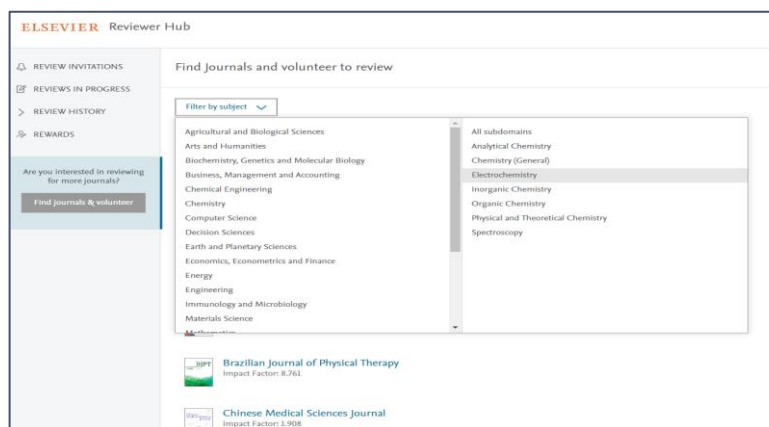 ELSEVIER Reviewer Hub
REVIEW INVITATIONS
REVIEWS IN PROGRESS
REVIEW HISTORY
REWARDS
Are you interested in reviewing
for more journals?
Find journals & volunteer
Find Journals and volunteer to review
Filter by subject
Agricultural and Biological Sciences
Arts and Humanities
Biochemistry, Genetics and Molecular Biology
Business, Management and Accounting
Chemical Engineering
Chemistry
Computer Science
Decision Sciences
Earth and Planetary Sciences
Economics, Econometrics and Finance
Energy
Engineering
Immunology and Microbiology
Materials Science
Mathematics
All subdomains
Analytical Chemistry
Chemistry (General)
Electrochemistry
Inorganic Chemistry
Organic Chemistry
Physical and Theoretical Chemistry
Spectroscopy
Brazilian Journal of Physical Therapy
Impact Factor: 8.761
Chinese Medical Sciences Journal
Impact Factor: 1.908